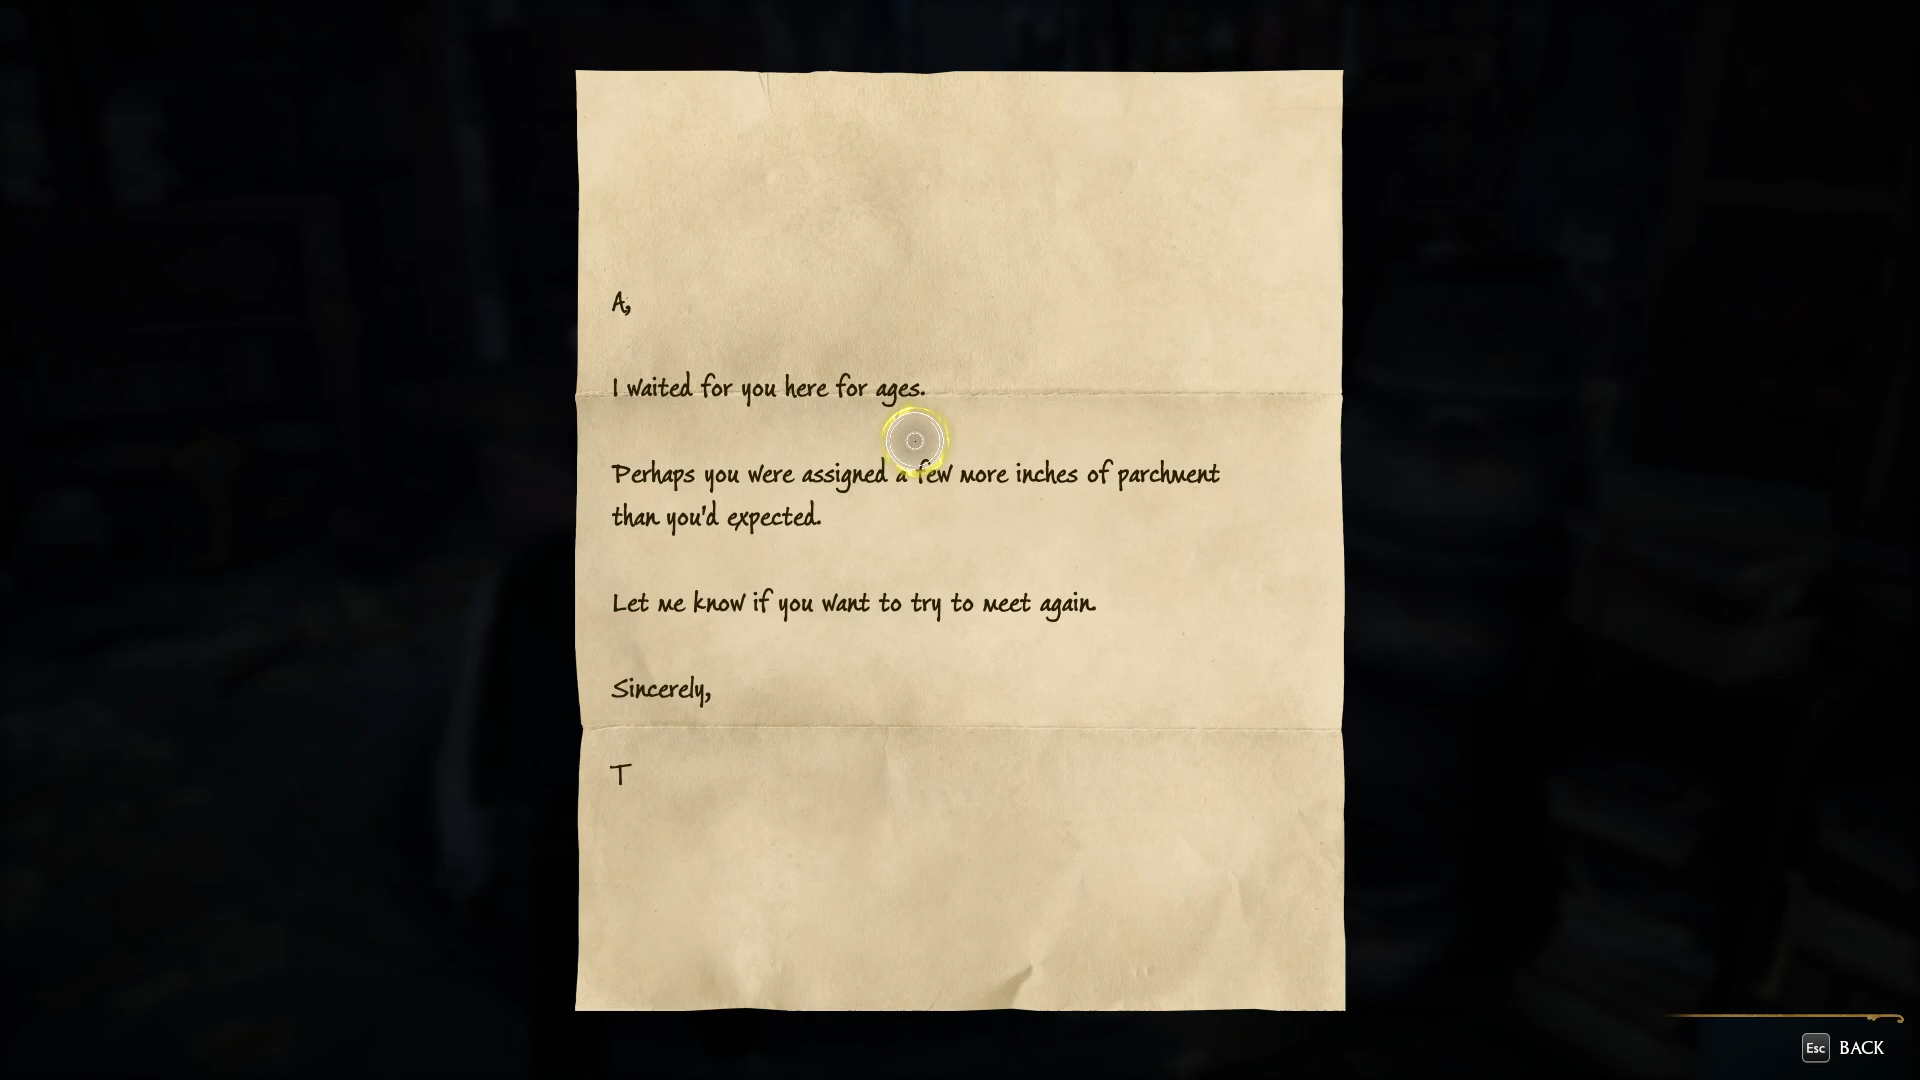 A,
I waited for you here for ages.
Perhaps you were assigned a few more inches of parchment
than you'd expected.
Let me know if you want to try to meet again.
Sincerely,
T
Esc BACK